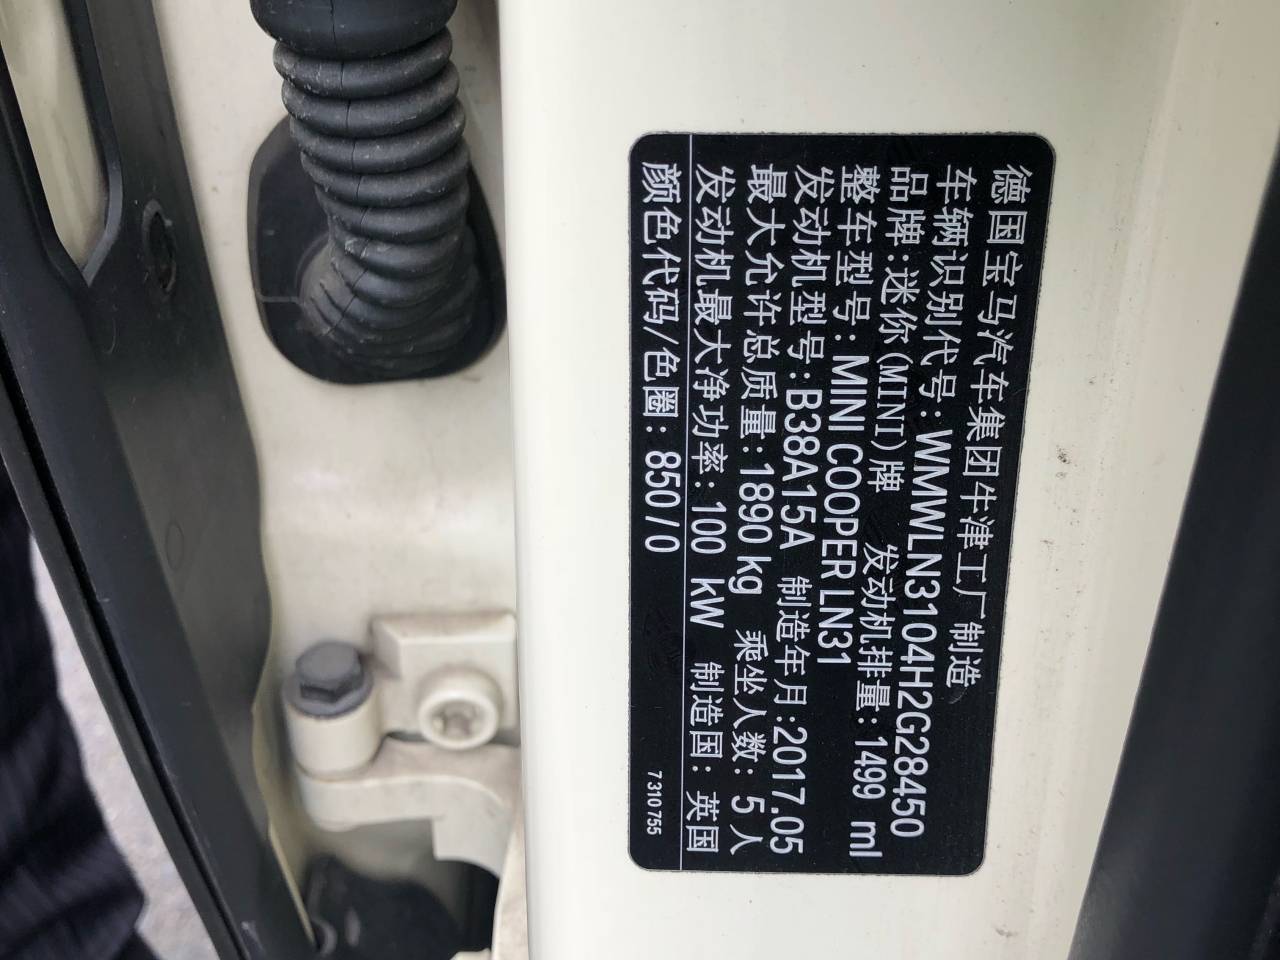 德国宝马汽车集团牛津工厂制造
车辆识别代号: WMWLN3104H2G28450
品牌:迷你(MINI)牌 发动机排量: 1499 ml
整车型号: MINI COOPER LN31
发动机型号: B38A15A 制造年月:2017.05
最大允许总质量: 1890 kg 乘坐人数: 5 人
发动机最大净功率: 100 kW 制造国: 英国
颜色代码/色圈: 850 / 0
7310755